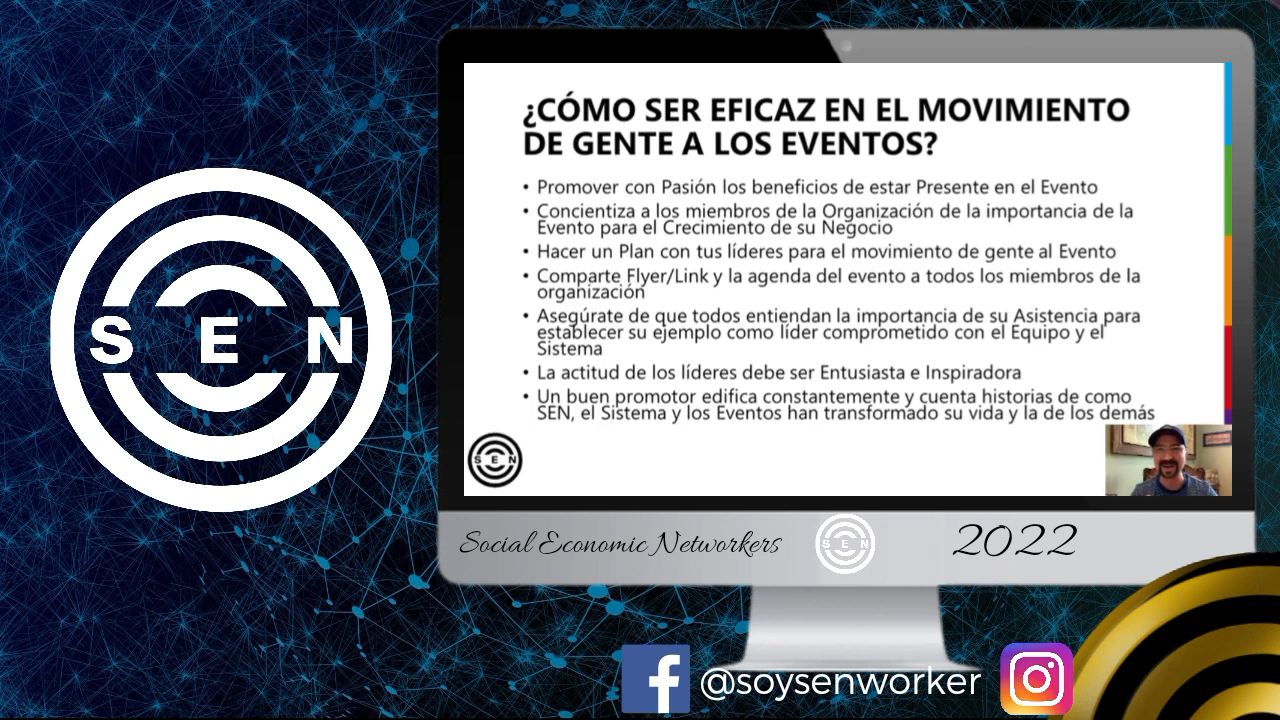 S E N
¿CÓMO SER EFICAZ EN EL MOVIMIENTO
DE GENTE A LOS EVENTOS?
• Promover con Pasión los beneficios de estar Presente en el Evento
• Concientiza a los miembros de la Organización de la importancia de la
Evento para el Crecimiento de su Negocio
• Hacer un Plan con tus líderes para el movimiento de gente al Evento
• Comparte Flyer/Link y la agenda del evento a todos los miembros de la
organización
• Asegúrate de que todos entiendan la importancia de su Asistencia para
establecer su ejemplo como líder comprometido con el Equipo y el
Sistema
• La actitud de los líderes debe ser Entusiasta e Inspiradora
• Un buen promotor edifica constantemente y cuenta historias de como
SEN, el Sistema y los Eventos han transformado su vida y la de los demás
S E N
Social Economic Networkers
S E N
2022
@soysenworker